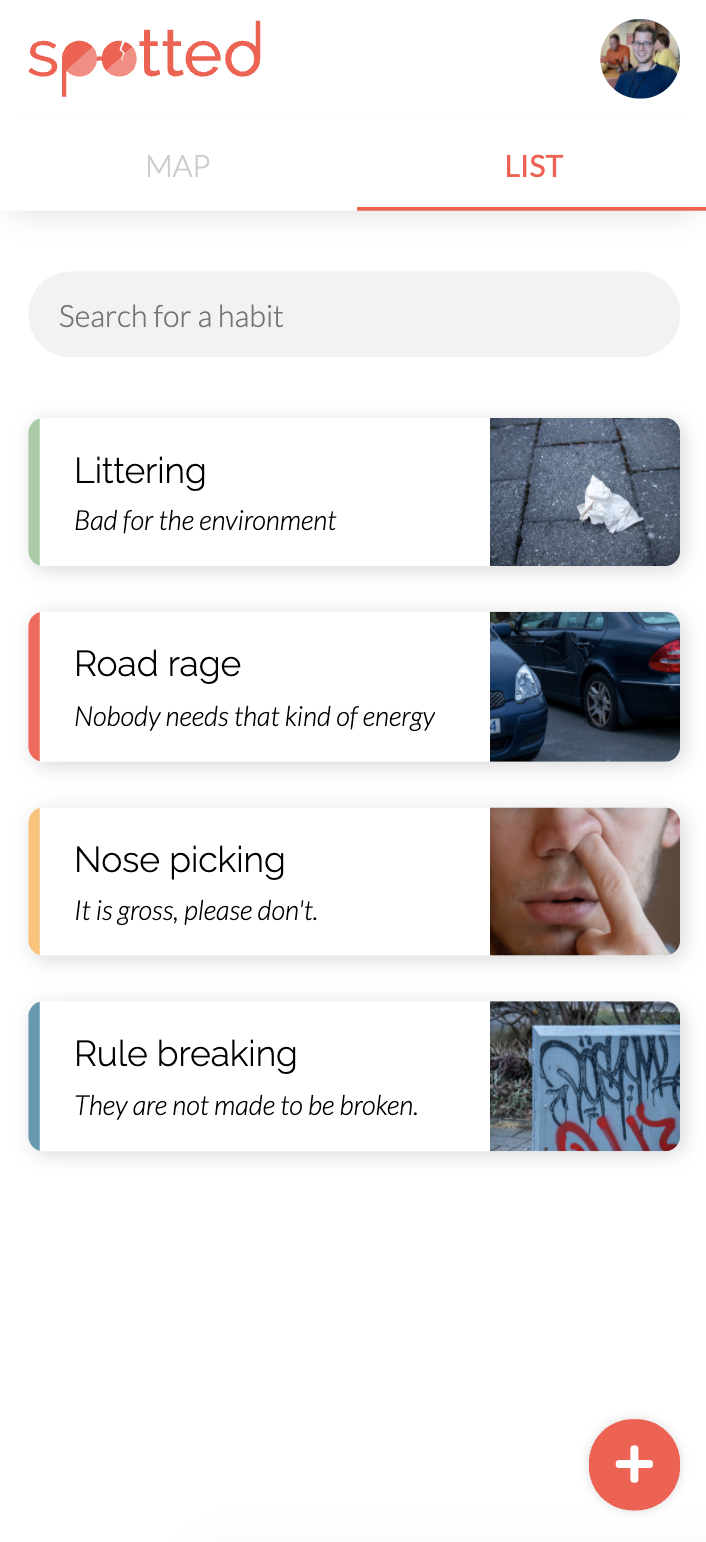 spotted
MAP
LIST
Search for a habit
Littering
Bad for the environment
Road rage
Nobody needs that kind of energy
Nose picking
It is gross, please don't.
Rule breaking
They are not made to be broken.